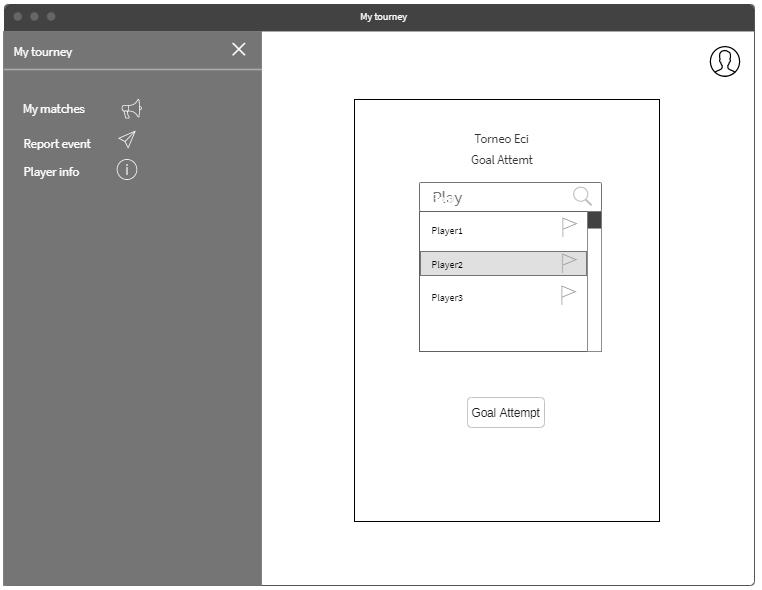 My tourney
My tourney
My matches
Report event
Player info
Torneo Eci
Goal Attemt
Play
Player1
Player2
Player3
Goal Attempt